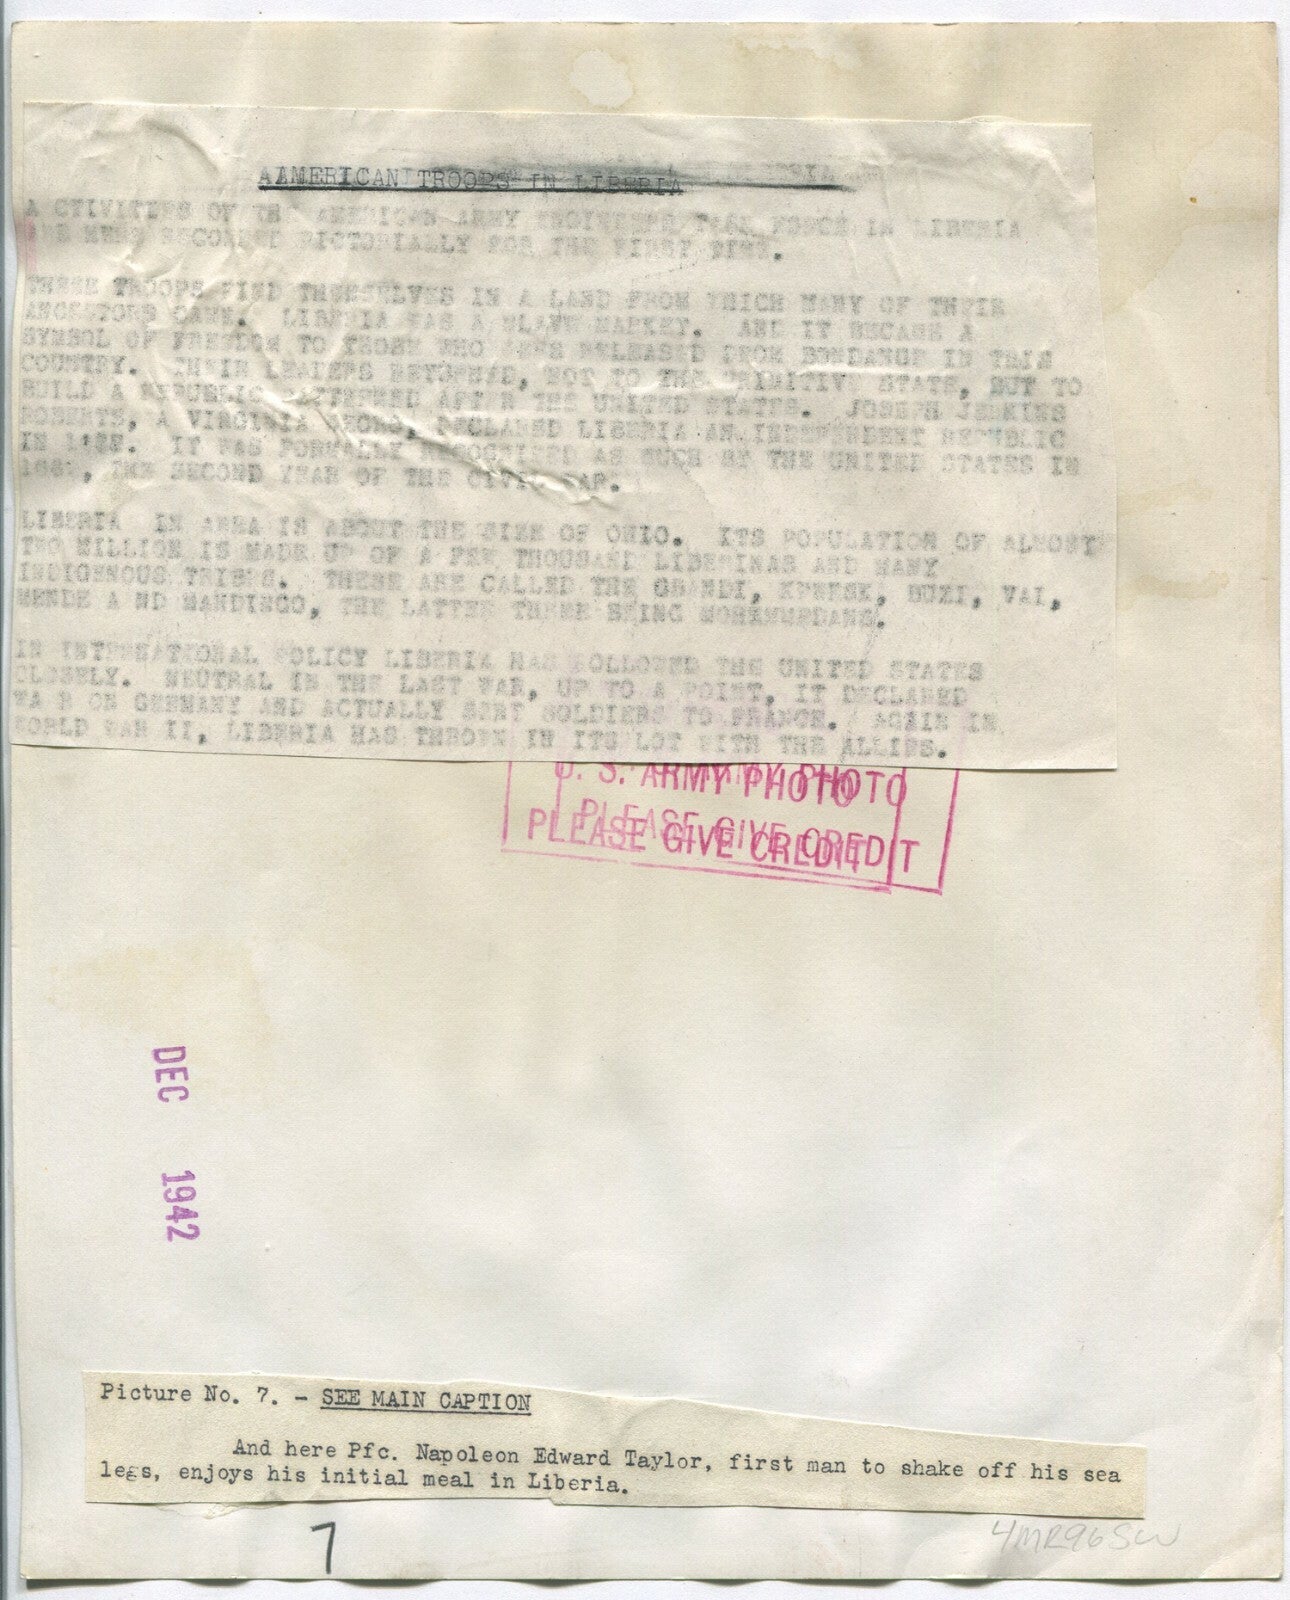 AMERICAN TROOPS IN LIBERIA
A CTIVITIES OF THE AMERICAN ARMY ENGINEERS TASK FORCE IN LIBERIA
ARE HERE RECORDED PICTORIALLY FOR THE FIRST TIME.
THESE TROOPS FIND THEMSELVES IN A LAND FROM WHICH MANY OF THEIR
ANCESTORS CAME. LIBERIA WAS A SLAVE MARKET. AND IT BECAME A
SYMBOL OF FREEDOM TO THOSE WHO WERE RELEASED FROM BONDAGE IN THIS
COUNTRY. THEIR LEADERS RETURNED, NOT TO THE PRIMITIVE STATE, BUT TO
BUILD A REPUBLIC PATTERNED AFTER THE UNITED STATES. JOSEPH JENKINS
ROBERTS, A VIRGINIA NEGRO, DECLARED LIBERIA AN INDEPENDENT REPUBLIC
IN IT WAS FORMALLY RECOGNIZED AS SUCH BY THE UNITED STATES IN
THE SECOND YEAR OF THE CIVIL WAR.
LIBERIA IN AREA IS ABOUT THE SIZE OF OHIO. ITS POPULATION OF ALMOST
TWO MILLION IS MADE UP OF A FEW THOUSAND AND MANY
INDIGENOUS TRIBES. THESE ARE CALLED THE GBANDI, BUZI, VAI,
MENDE A ND MANDINGO, THE LATTER THREE BEING
IN INTERNATIONAL POLICY LIBERIA HAS FOLLOWED THE UNITED STATES
CLOSELY. NEUTRAL IN THE LAST WAR, UP TO A POINT, IT DECLARED
WA R ON GERMANY AND ACTUALLY SENT SOLDIERS TO FRANCE. AGAIN IN
WORLD WAR II, LIBERIA HAS THROWN IN ITS LOT WITH THE ALLIES.
U. S. ARMY PHOTO
PLEASE GIVE CREDIT
DEC 1942
Picture No. 7. - SEE MAIN CAPTION
And here Pfc. Napoleon Edward Taylor, first man to shake off his sea
legs, enjoys his initial meal in Liberia.
7
4MR96SW